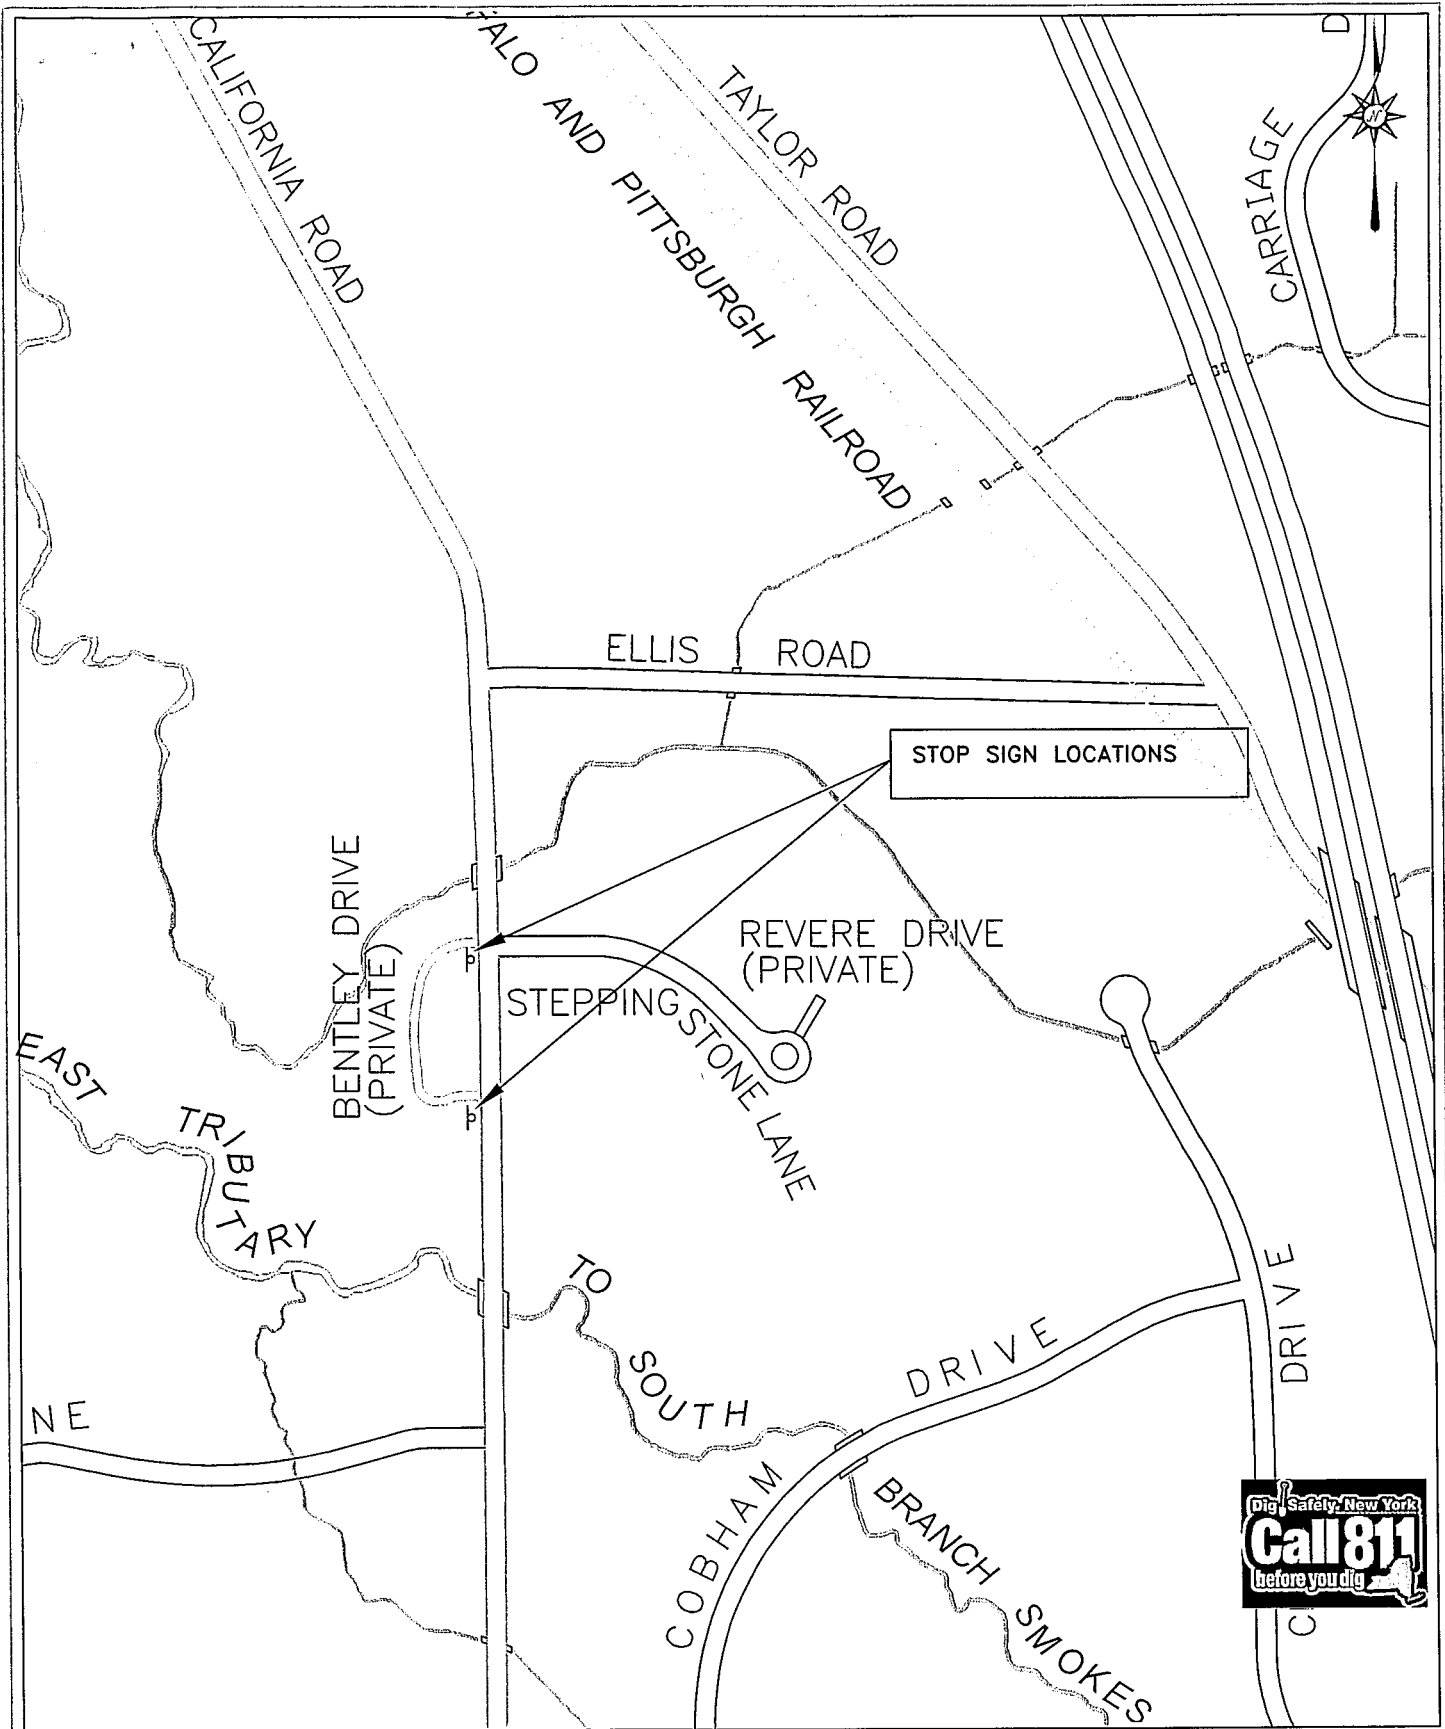 CALIFORNIA ROAD
FALO AND PITTSBURGH RAILROAD
TAYLOR ROAD
D
N
CARRIAGE
ELLIS ROAD
STOP SIGN LOCATIONS
BENTLEY DRIVE
(PRIVATE)
REVERE DRIVE
(PRIVATE)
STEPPING STONE LANE
EAST TRIBUTARY TO SOUTH BRANCH SMOKES
NE
COBHAM DRIVE
DRIVE
C
Dig Safely. New York
Call 811
before you dig